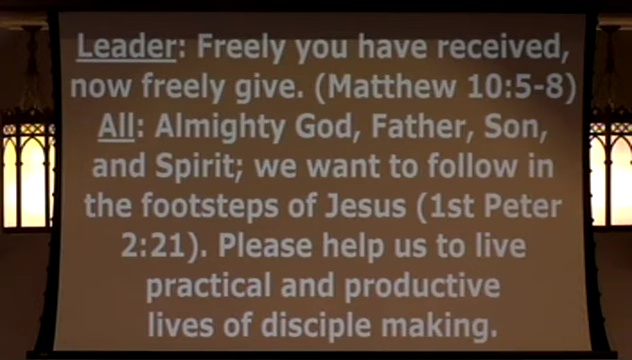 Leader: Freely you have received,
now freely give. (Matthew 10:5-8)
All: Almighty God, Father, Son,
and Spirit; we want to follow in
the footsteps of Jesus (1st Peter
2:21). Please help us to live
practical and productive
lives of disciple making.